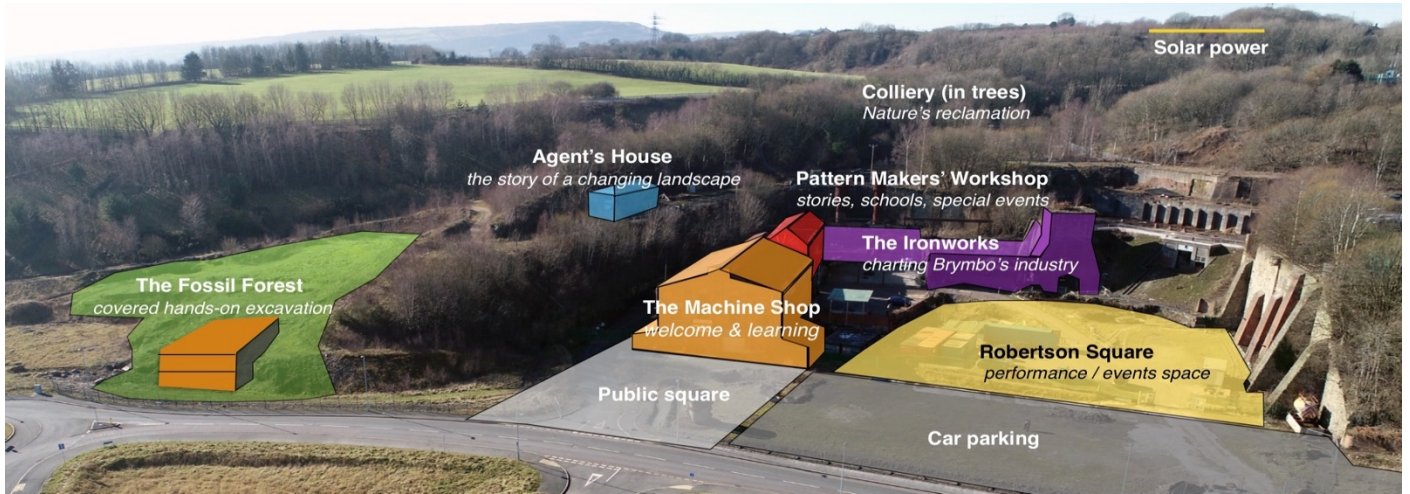 Solar power
Colliery (in trees)
Nature's reclamation
Agent's House
the story of a changing landscape
Pattern Makers' Workshop
stories, schools, special events
The Ironworks
charting Brymbo's industry
The Fossil Forest
covered hands-on excavation
The Machine Shop
welcome & learning
Robertson Square
performance / events space
Public square
Car parking